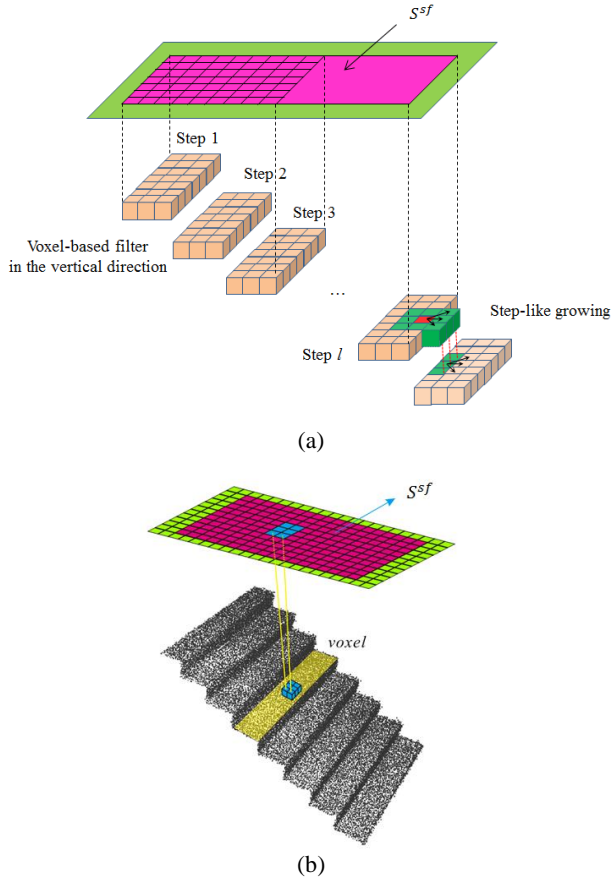 S^{sf}
Step 1
Step 2
Step 3
Voxel-based filter
in the vertical direction
...
Step-like growing
Step l
(a)
S^{sf}
voxel
(b)